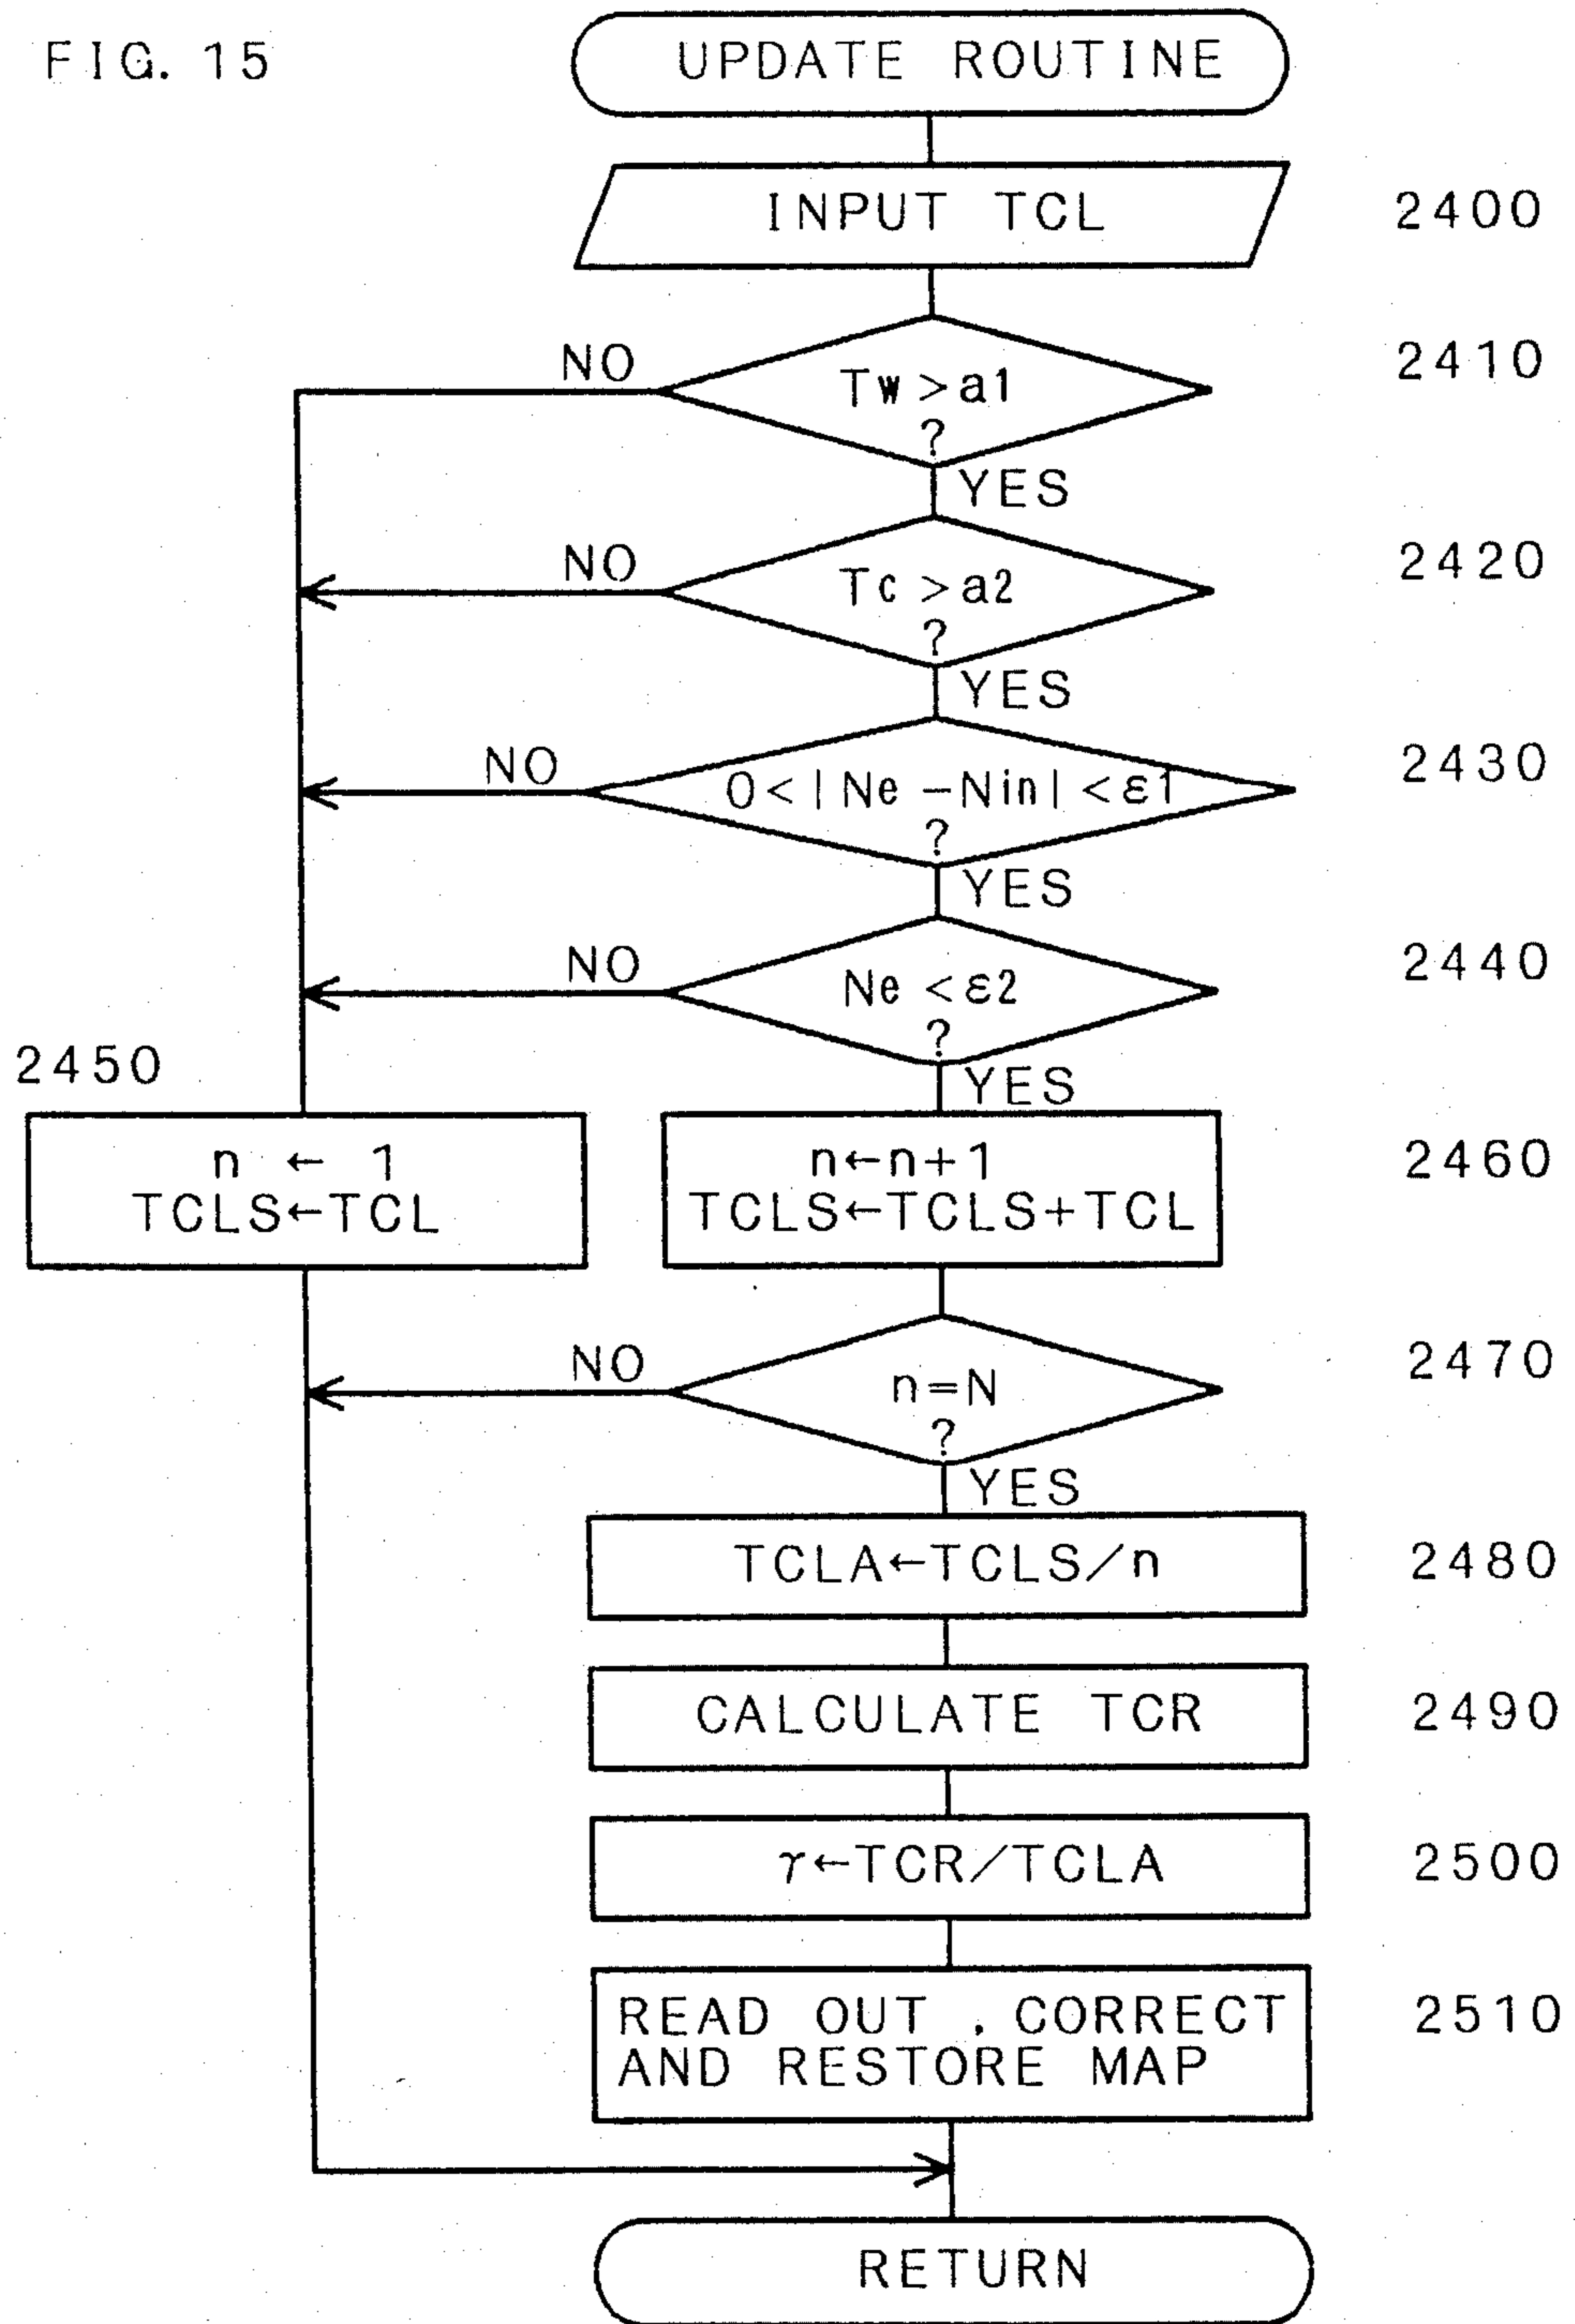 FIG. 15
UPDATE ROUTINE
INPUT TCL
2400
2410
NO
Tw > a1
?
YES
2420
NO
Tc > a2
?
YES
2430
NO
0 < | Ne - Nin | < ε1
?
YES
2440
NO
Ne < ε2
?
YES
2450
n ← 1
TCLS←TCL
n←n+1
TCLS←TCLS+TCL
2460
2470
NO
n=N
?
YES
TCLA←TCLS/n
2480
CALCULATE TCR
2490
γ←TCR/TCLA
2500
READ OUT , CORRECT
AND RESTORE MAP
2510
RETURN